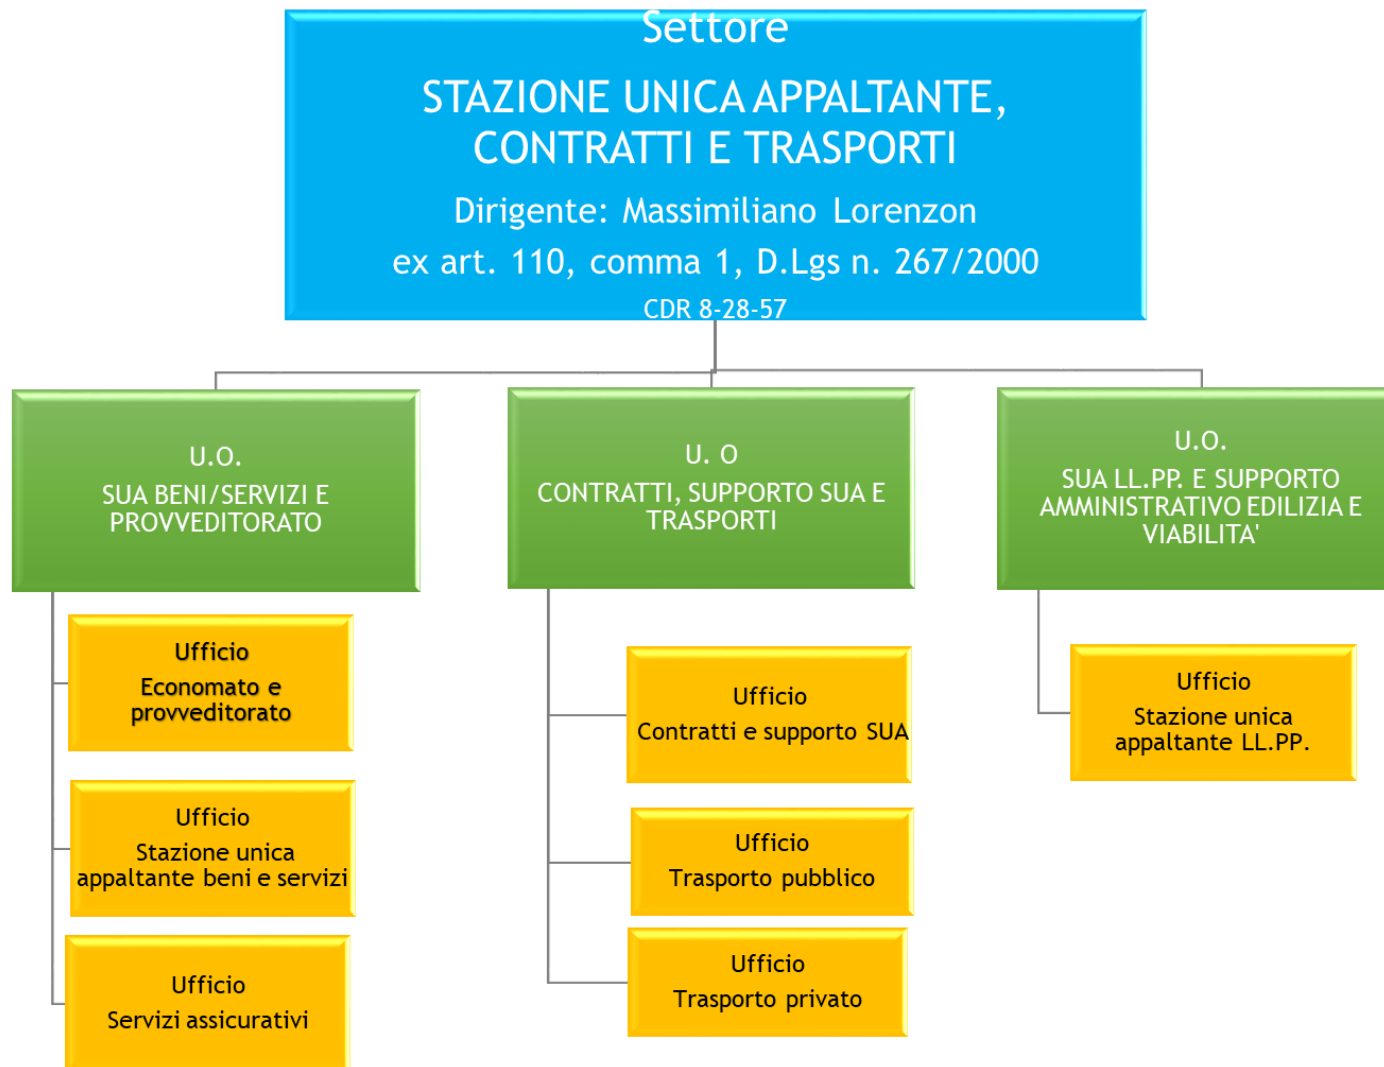 Settore
STAZIONE UNICA APPALTANTE,
CONTRATTI E TRASPORTI
Dirigente: Massimiliano Lorenzon
ex art. 110, comma 1, D.Lgs n. 267/2000
CDR 8-28-57
U.O.
SUA BENI/SERVIZI E
PROVVEDITORATO
Ufficio
Economato e
provveditorato
Ufficio
Stazione unica
appaltante beni e servizi
Ufficio
Servizi assicurativi
U. O
CONTRATTI, SUPPORTO SUA E
TRASPORTI
Ufficio
Contratti e supporto SUA
Ufficio
Trasporto pubblico
Ufficio
Trasporto privato
U.O.
SUA LL.PP. E SUPPORTO
AMMINISTRATIVO EDILIZIA E
VIABILITA'
Ufficio
Stazione unica
appaltante LL.PP.